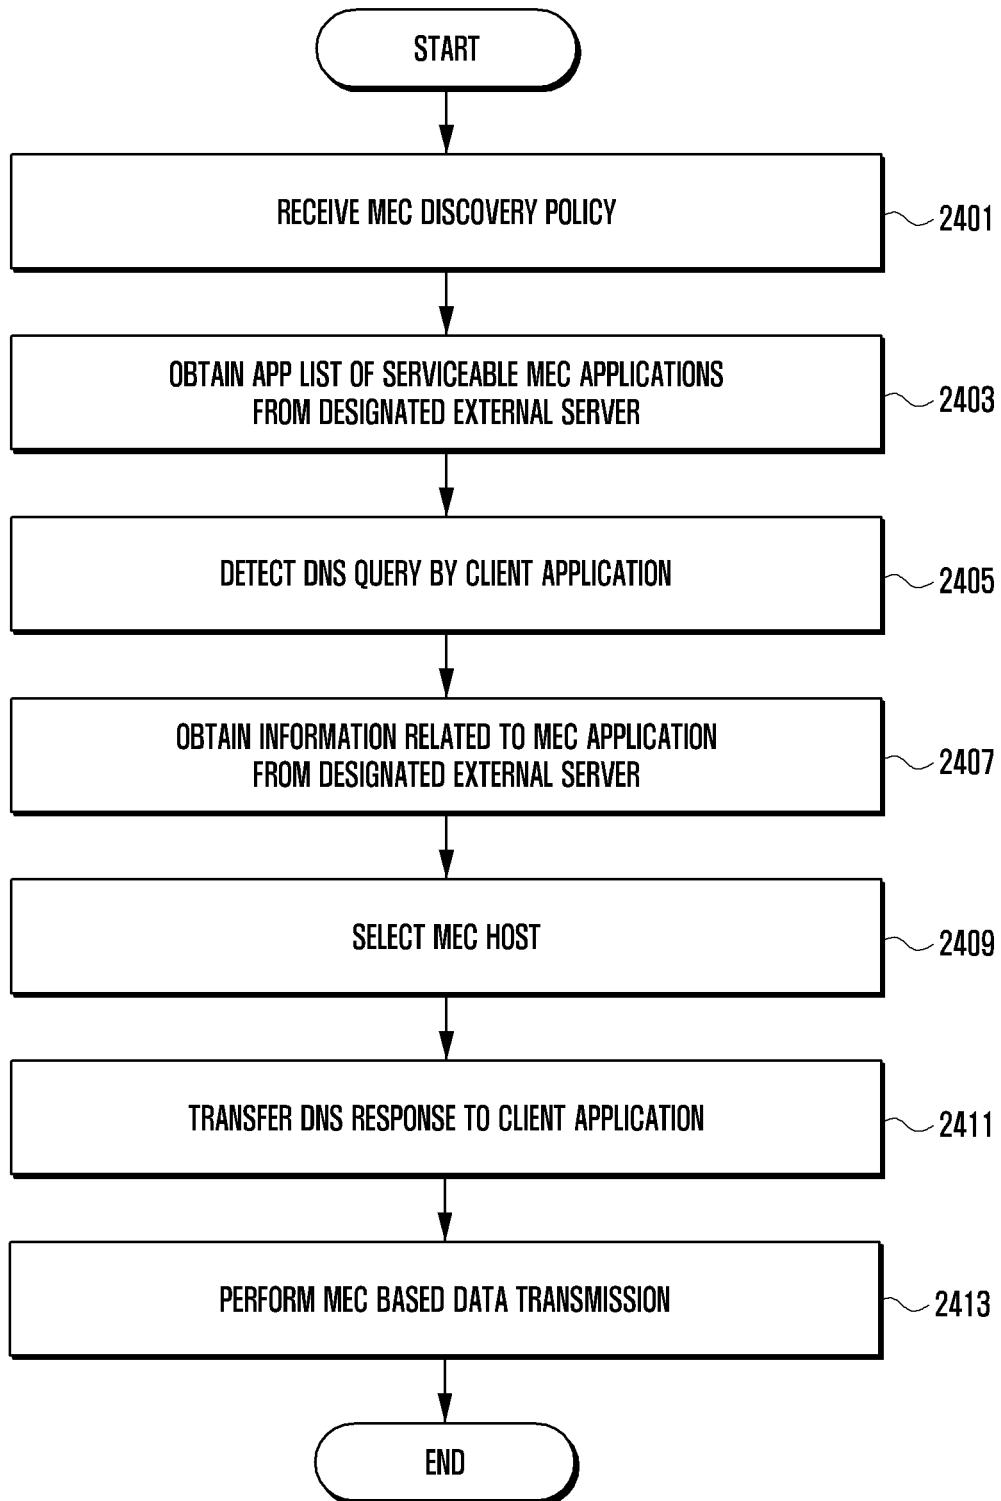 START
RECEIVE MEC DISCOVERY POLICY
2401
OBTAIN APP LIST OF SERVICEABLE MEC APPLICATIONS
FROM DESIGNATED EXTERNAL SERVER
2403
DETECT DNS QUERY BY CLIENT APPLICATION
2405
OBTAIN INFORMATION RELATED TO MEC APPLICATION
FROM DESIGNATED EXTERNAL SERVER
2407
SELECT MEC HOST
2409
TRANSFER DNS RESPONSE TO CLIENT APPLICATION
2411
PERFORM MEC BASED DATA TRANSMISSION
2413
END